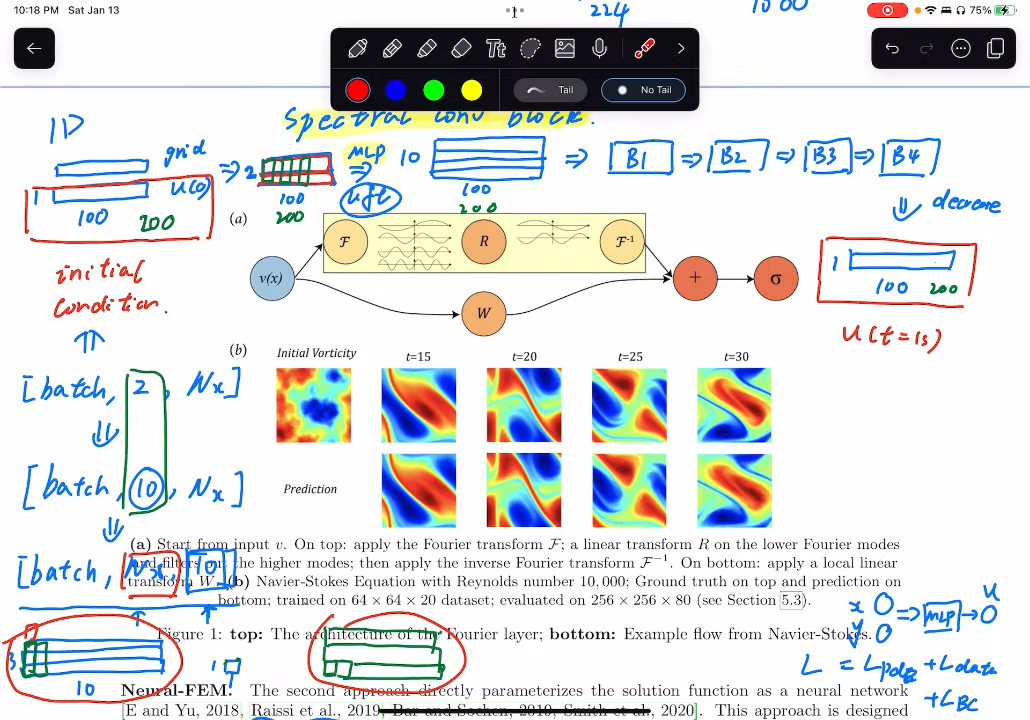 10:18 PM Sat Jan 13
1
75%
224
10 00
Tt
Tail
No Tail
Spectral conv block.
1D
grid
u(0)
1
100
200
initial
condition.
⇒ 2
100
200
MLP
⇒
uplift
10
100
200
⇒ B1 ⇒ B2 ⇒ B3 ⇒ B4
decrease
1
100 200
u(t=1s)
(a)
v(x)
F
R
F-1
W
+
σ
(b)
Initial Vorticity
t=15
t=20
t=25
t=30
Prediction
[batch, 2, Nx]
[batch, 10, Nx]
[batch, Nx, 10]
(a) Start from input v. On top: apply the Fourier transform F; a linear transform R on the lower Fourier modes
and filters out the higher modes; then apply the inverse Fourier transform F−1. On bottom: apply a local linear
transform W. (b) Navier-Stokes Equation with Reynolds number 10,000; Ground truth on top and prediction on
bottom; trained on 64 × 64 × 20 dataset; evaluated on 256 × 256 × 80 (see Section 5.3).
Figure 1: top: The architecture of the Fourier layer; bottom: Example flow from Navier-Stokes.
3
10
1
x
y
⇒ MLP → u
L = Lpde + Ldata
+ LBC
Neural-FEM. The second approach directly parameterizes the solution function as a neural network
[E and Yu, 2018, Raissi et al., 2019, Bar and Sochen, 2019, Smith et al., 2020]. This approach is designed